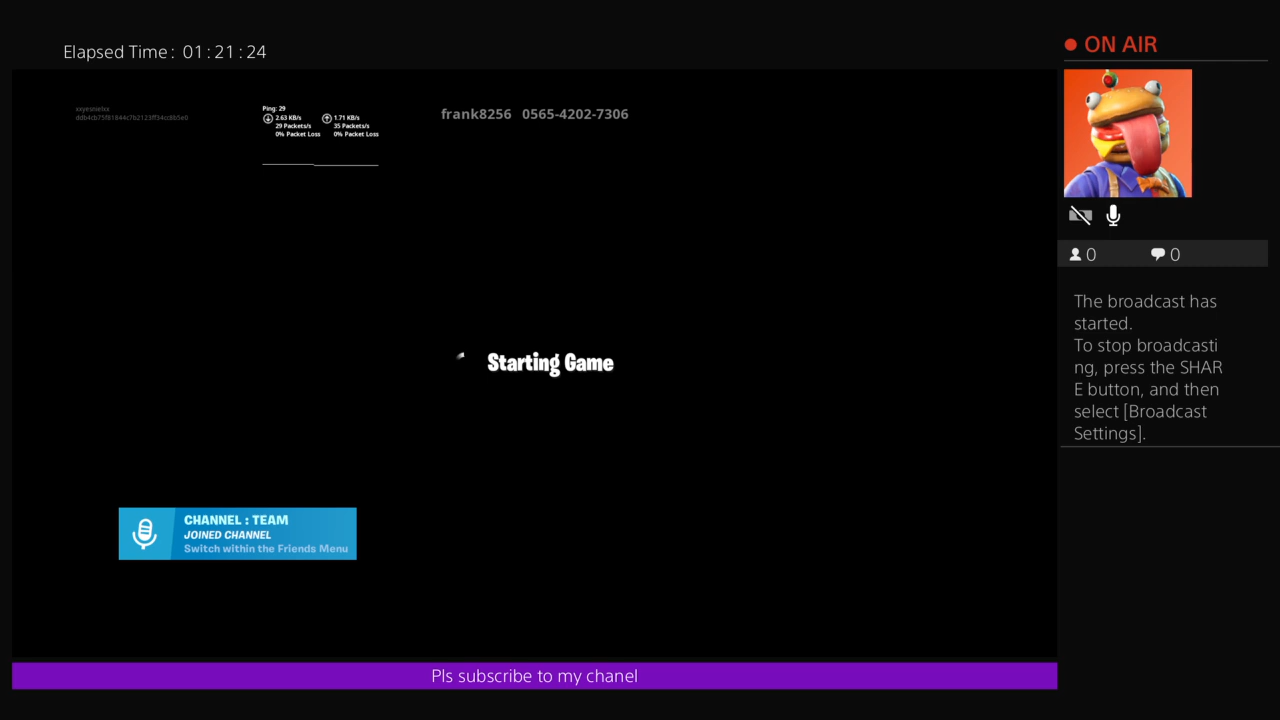 Elapsed Time: 01:21:24
ON AIR
Ping: 29
2.63 KB/s 1.71 KB/s
29 Packets/s 35 Packets/s
0% Packet Loss 0% Packet Loss
frank8256 0565-4202-7306
0 0
The broadcast has
started.
To stop broadcasti
ng, press the SHAR
E button, and then
select [Broadcast
Settings].
Starting Game
CHANNEL : TEAM
JOINED CHANNEL
Switch within the Friends Menu
Pls subscribe to my chanel